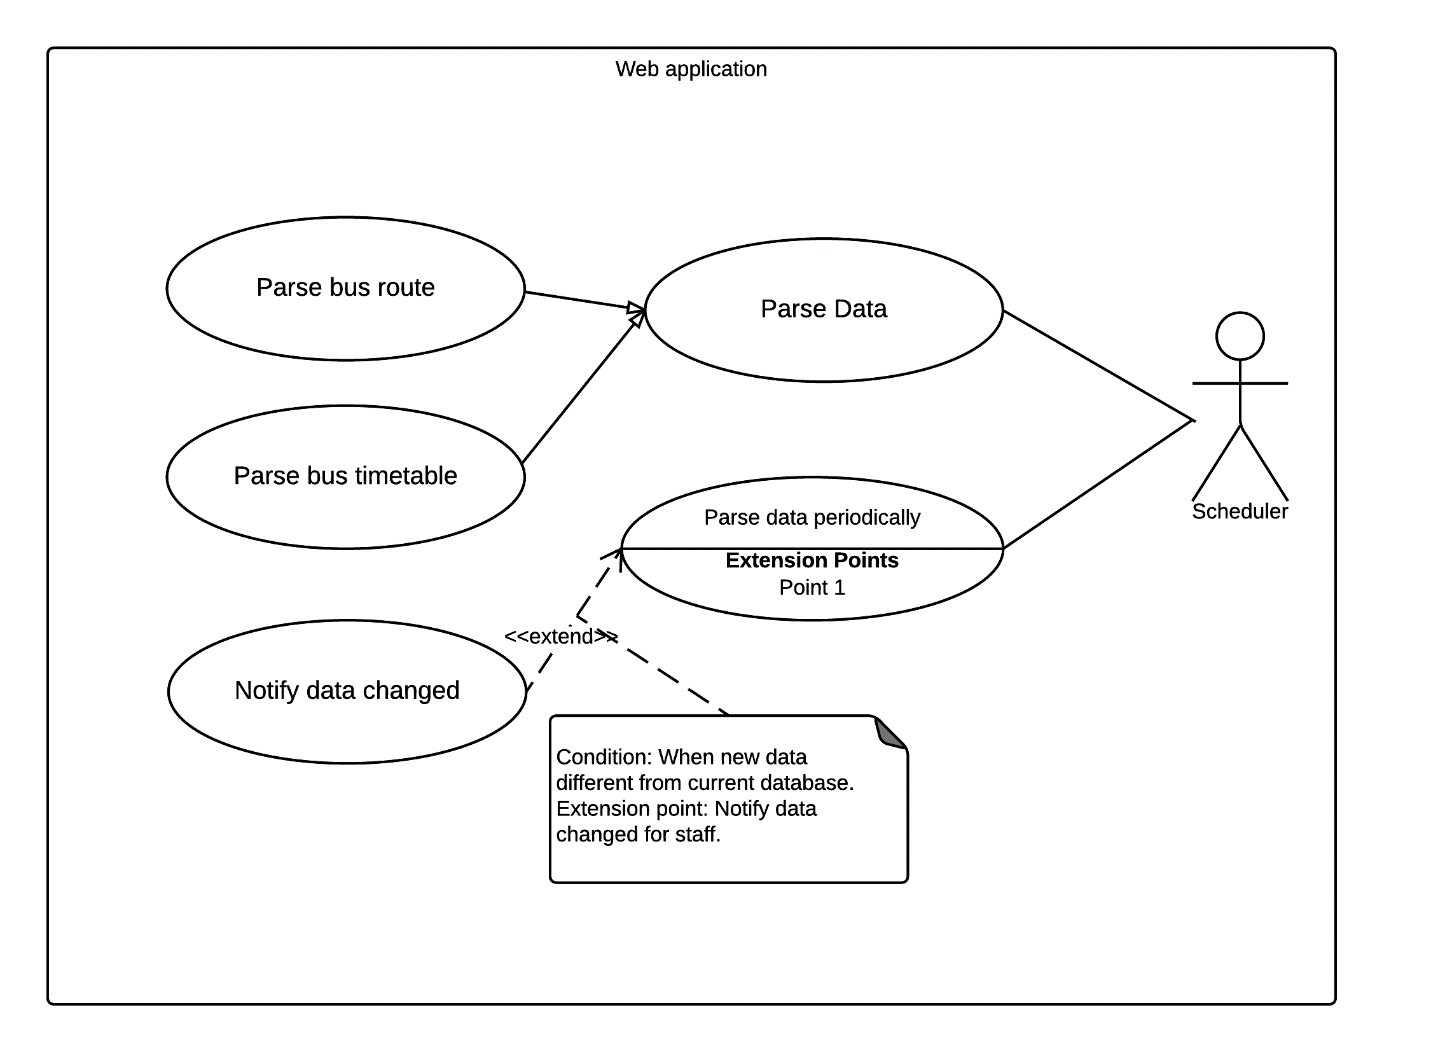 Web application
Parse bus route
Parse Data
Parse bus timetable
Scheduler
Parse data periodically
Extension Points
Point 1
<<extend>>
Notify data changed
Condition: When new data
different from current database.
Extension point: Notify data
changed for staff.